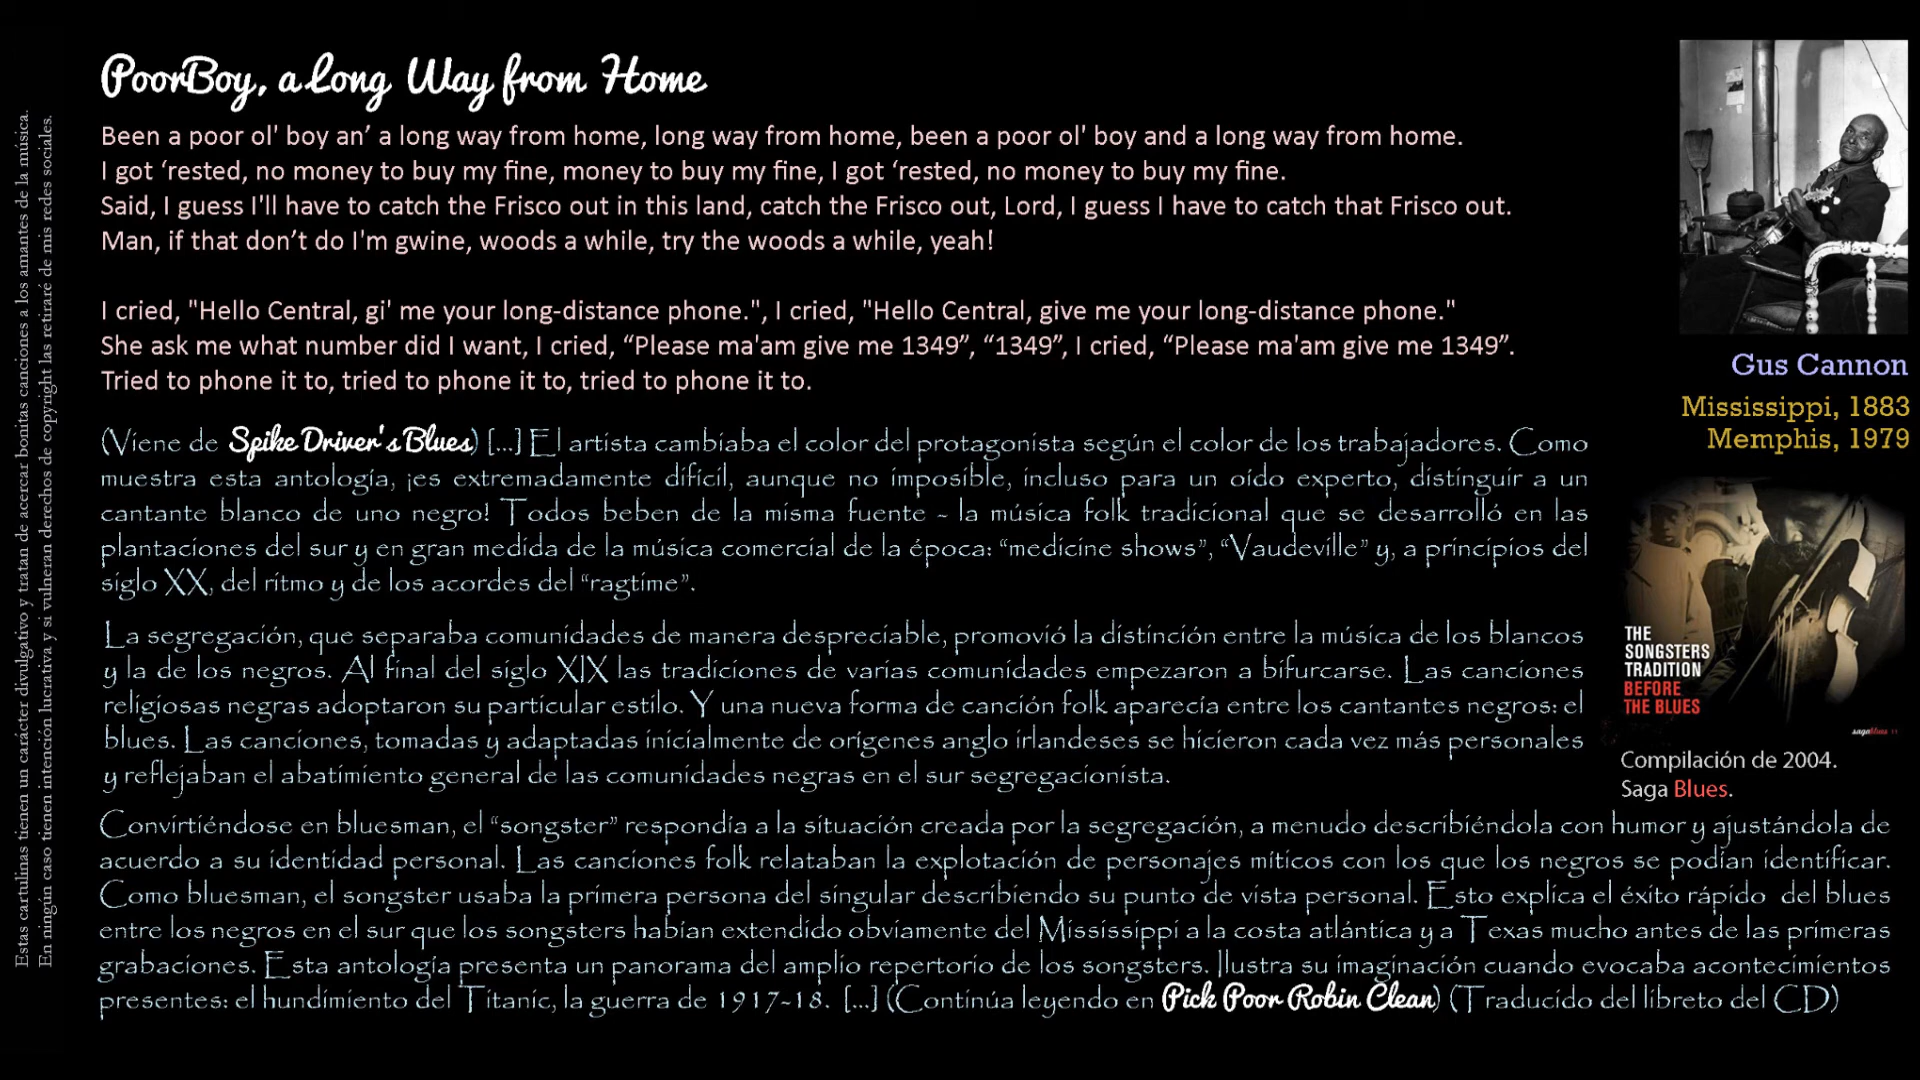 PoorBoy, a Long Way from Home
Been a poor ol' boy an’ a long way from home, long way from home, been a poor ol' boy and a long way from home.
I got ‘rested, no money to buy my fine, money to buy my fine, I got ‘rested, no money to buy my fine.
Said, I guess I'll have to catch the Frisco out in this land, catch the Frisco out, Lord, I guess I have to catch that Frisco out.
Man, if that don’t do I'm gwine, woods a while, try the woods a while, yeah!
I cried, "Hello Central, gi' me your long-distance phone.", I cried, "Hello Central, give me your long-distance phone."
She ask me what number did I want, I cried, “Please ma'am give me 1349”, “1349”, I cried, “Please ma'am give me 1349”.
Tried to phone it to, tried to phone it to, tried to phone it to.
(Viene de Spike Driver's Blues) [...] El artista cambiaba el color del protagonista según el color de los trabajadores. Como
muestra esta antología, ¡es extremadamente difícil, aunque no imposible, incluso para un oído experto, distinguir a un
cantante blanco de uno negro! Todos beben de la misma fuente - la música folk tradicional que se desarrolló en las
plantaciones del sur y en gran medida de la música comercial de la época: “medicine shows”, “Vaudeville” y, a principios del
siglo XX, del ritmo y de los acordes del “ragtime”.
La segregación, que separaba comunidades de manera despreciable, promovió la distinción entre la música de los blancos
y la de los negros. Al final del siglo XIX las tradiciones de varias comunidades empezaron a bifurcarse. Las canciones
religiosas negras adoptaron su particular estilo. Y una nueva forma de canción folk aparecía entre los cantantes negros: el
blues. Las canciones, tomadas y adaptadas inicialmente de orígenes anglo irlandeses se hicieron cada vez más personales
y reflejaban el abatimiento general de las comunidades negras en el sur segregacionista.
Convirtiéndose en bluesman, el “songster” respondía a la situación creada por la segregación, a menudo describiéndola con humor y ajustándola de
acuerdo a su identidad personal. Las canciones folk relataban la explotación de personajes míticos con los que los negros se podían identificar.
Como bluesman, el songster usaba la primera persona del singular describiendo su punto de vista personal. Esto explica el éxito rápido del blues
entre los negros en el sur que los songsters habían extendido obviamente del Mississippi a la costa atlántica y a Texas mucho antes de las primeras
grabaciones. Esta antología presenta un panorama del amplio repertorio de los songsters. Ilustra su imaginación cuando evocaba acontecimientos
presentes: el hundimiento del Titanic, la guerra de 1917-18. [...] (Continúa leyendo en Pick Poor Robin Clean) (Traducido del libreto del CD)
Gus Cannon
Mississippi, 1883
Memphis, 1979
THE
SONGSTERS
TRADITION
BEFORE
THE BLUES
sagablues 11
Compilación de 2004.
Saga Blues.
Estas cartulinas tienen un carácter divulgativo y tratan de acercar bonitas canciones a los amantes de la música.
En ningún caso tienen intención lucrativa y si vulneran derechos de copyright las retiraré de mis redes sociales.